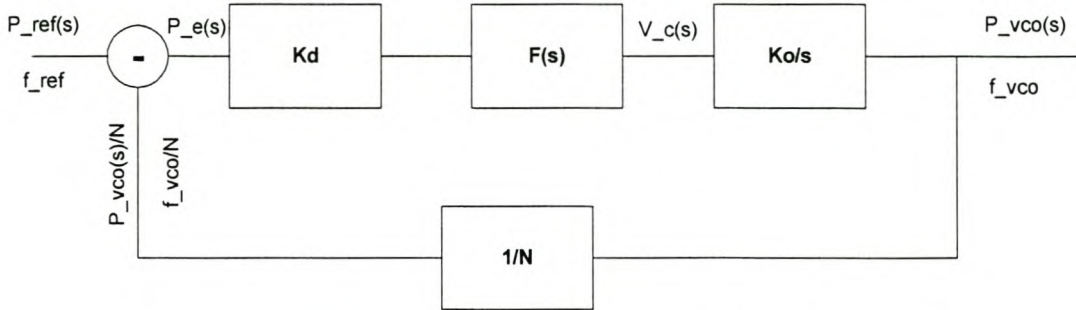 P_ref(s)
f_ref
-
P_e(s)
Kd
F(s)
V_c(s)
Ko/s
P_vco(s)
f_vco
P_vco(s)/N
f_vco/N
1/N